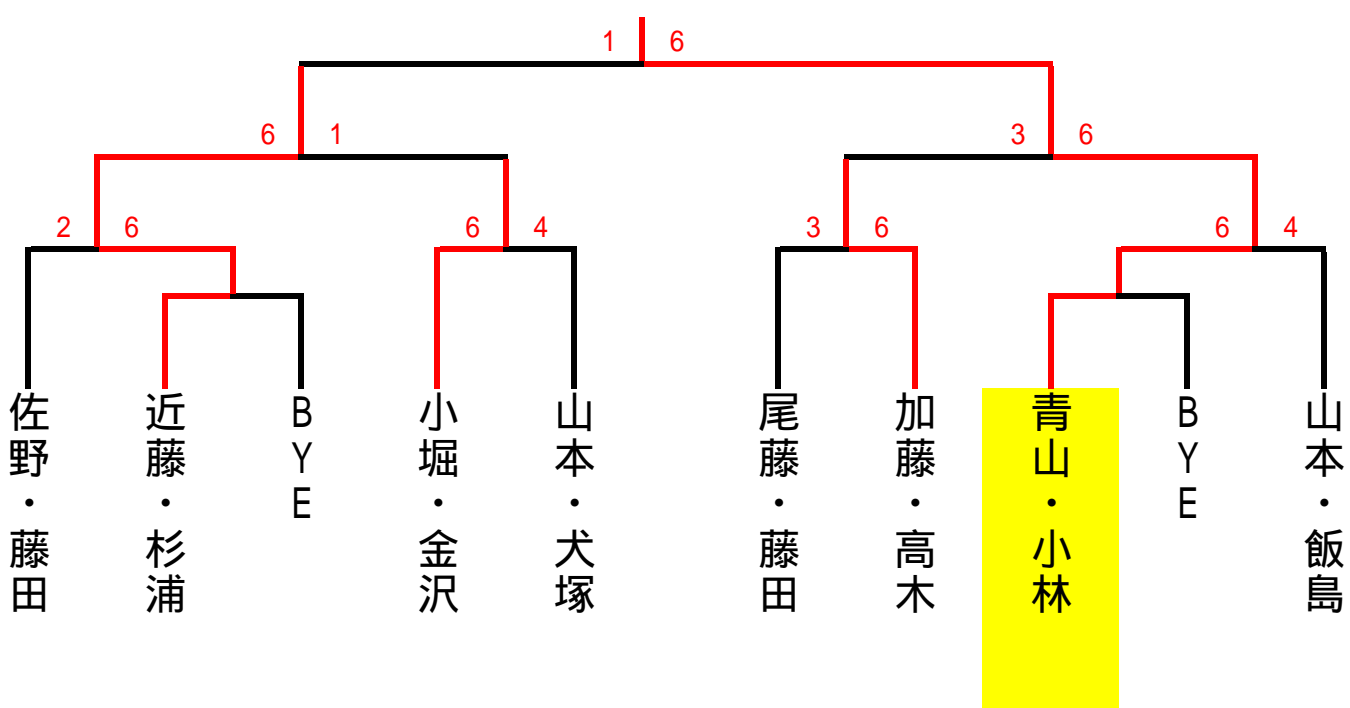 1 6
6 1 3 6
2 6 6 4 3 6 6 4
佐野・藤田
近藤・杉浦
BYE
小堀・金沢
山本・犬塚
尾藤・藤田
加藤・高木
青山・小林
BYE
山本・飯島